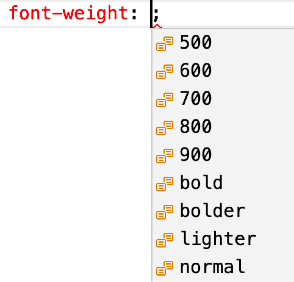 font-weight: ;
500
600
700
800
900
bold
bolder
lighter
normal